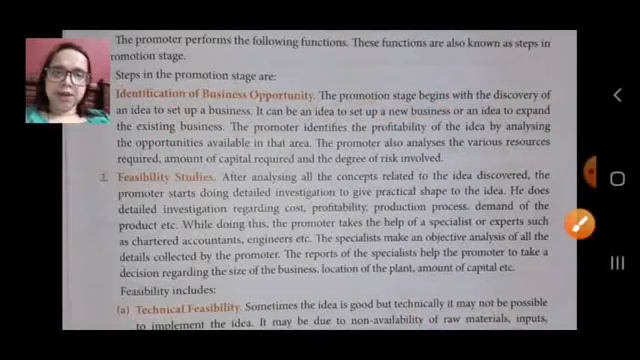 The promoter performs the following functions. These functions are also known as steps in
romotion stage.
Steps in the promotion stage are:
Identification of Business Opportunity. The promotion stage begins with the discovery of
an idea to set up a business. It can be an idea to set up a new business or an idea to expand
the existing business. The promoter identifies the profitability of the idea by analysing
the opportunities available in that area. The promoter also analyses the various resources
required, amount of capital required and the degree of risk involved.
2. Feasibility Studies. After analysing all the concepts related to the idea discovered, the
promoter starts doing detailed investigation to give practical shape to the idea. He does
detailed investigation regarding cost, profitability, production process, demand of the
product etc. While doing this, the promoter takes the help of a specialist or experts such
as chartered accountants, engineers etc. The specialists make an objective analysis of all the
details collected by the promoter. The reports of the specialists help the promoter to take a
decision regarding the size of the business, location of the plant, amount of capital etc.
Feasibility includes:
(a) Technical Feasibility. Sometimes the idea is good but technically it may not be possible
to implement the idea. It may be due to non-availability of raw materials, inputs,